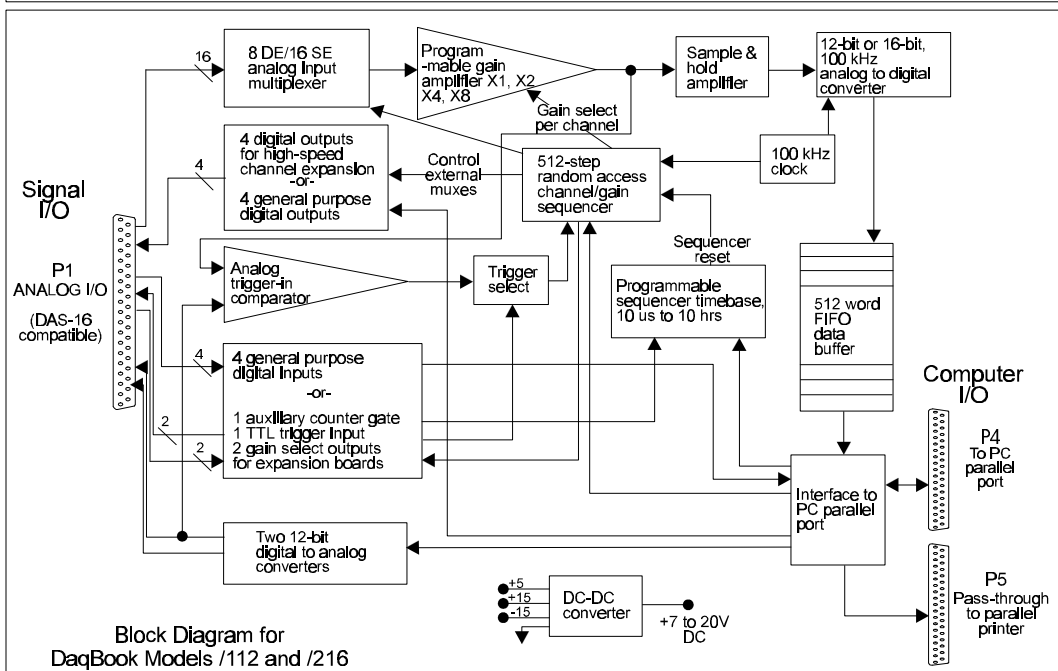 16
8 DE/16 SE
analog input
multiplexer
Program
-mable gain
amplifier X1, X2
X4, X8
Sample &
hold
amplifier
12-bit or 16-bit,
100 kHz
analog to digital
converter
Gain select
per channel
4 digital outputs
for high-speed
channel expansion
-or-
4 general purpose
digital outputs
4
Control
external
muxes
512-step
random access
channel/gain
sequencer
100 kHz
clock
Signal
I/O
P1
ANALOG I/O
(DAS-16
compatible)
Analog
trigger-in
comparator
Trigger
select
Sequencer
reset
Programmable
sequencer timebase,
10 us to 10 hrs
512 word
FIFO
data
buffer
4
4 general purpose
digital inputs
-or-
1 auxiliary counter gate
1 TTL trigger input
2 gain select outputs
for expansion boards
2
2
Computer
I/O
P4
To PC
parallel
port
Interface to
PC parallel
port
Two 12-bit
digital to analog
converters
P5
Pass-through
to parallel
printer
+5
+15
-15
DC-DC
converter
+7 to 20V
DC
Block Diagram for
DaqBook Models /112 and /216